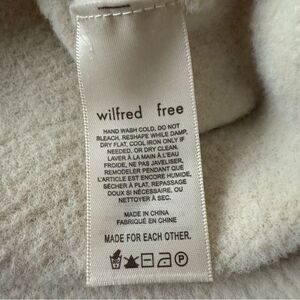 wilfred free
HAND WASH COLD, DO NOT
BLEACH, RESHAPE WHILE DAMP,
DRY FLAT, COOL IRON ONLY IF
NEEDED, OR DRY CLEAN.
LAVER À LA MAIN À L'EAU
FROIDE, NE PAS JAVELISER,
REMODELER PENDANT QUE
L'ARTICLE EST ENCORE HUMIDE,
SÉCHER À PLAT, REPASSAGE
DOUX SI NÉCESSAIRE, OU
NETTOYER À SEC.
MADE IN CHINA
FABRIQUÉ EN CHINE
MADE FOR EACH OTHER.
P